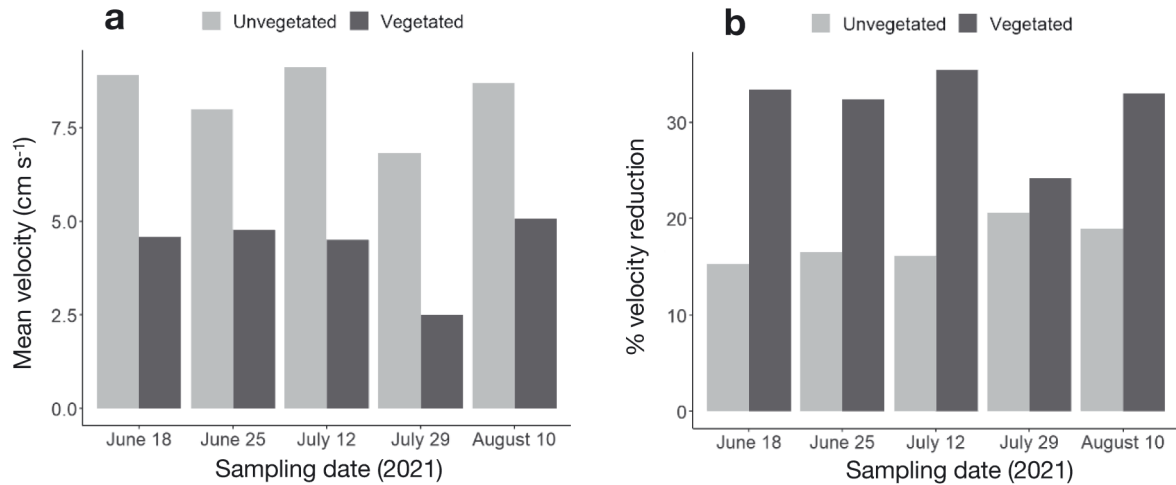 a
Unvegetated Vegetated
Mean velocity (cm s⁻¹)
7.5
5.0
2.5
0.0
June 18 June 25 July 12 July 29 August 10
Sampling date (2021)
b
Unvegetated Vegetated
% velocity reduction
30
20
10
0
June 18 June 25 July 12 July 29 August 10
Sampling date (2021)